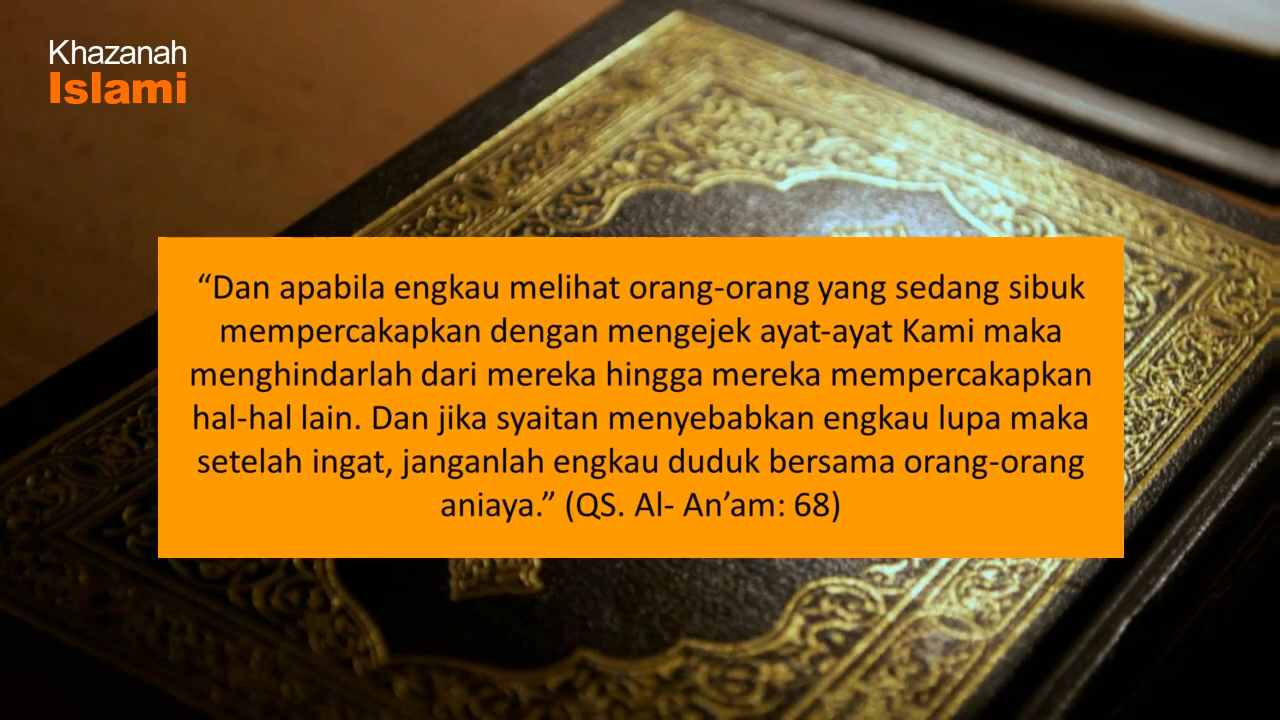 Khazanah
Islami
“Dan apabila engkau melihat orang-orang yang sedang sibuk
mempercakapkan dengan mengejek ayat-ayat Kami maka
menghindarlah dari mereka hingga mereka mempercakapkan
hal-hal lain. Dan jika syaitan menyebabkan engkau lupa maka
setelah ingat, janganlah engkau duduk bersama orang-orang
aniaya.” (QS. Al- An’am: 68)